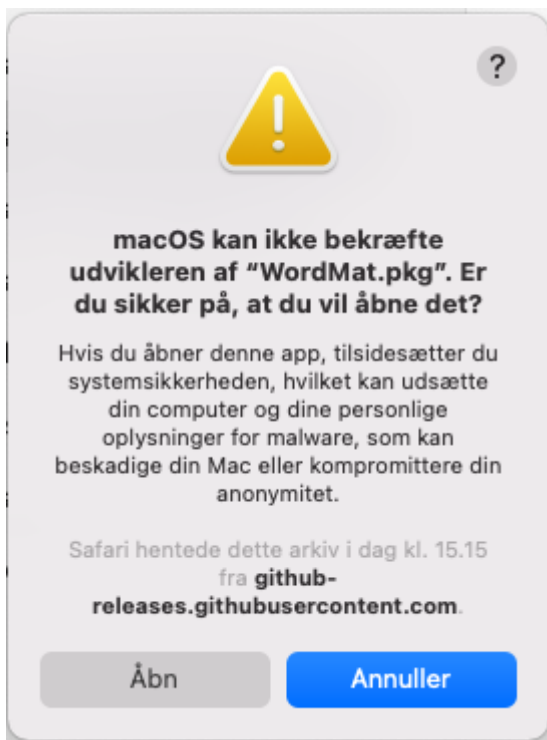 ?
macOS kan ikke bekræfte
udvikleren af “WordMat.pkg”. Er
du sikker på, at du vil åbne det?
Hvis du åbner denne app, tilsidesætter du
systemsikkerheden, hvilket kan udsætte
din computer og dine personlige
oplysninger for malware, som kan
beskadige din Mac eller kompromittere din
anonymitet.
Safari hentede dette arkiv i dag kl. 15.15
fra github-
releases.githubusercontent.com.
Åbn
Annuller